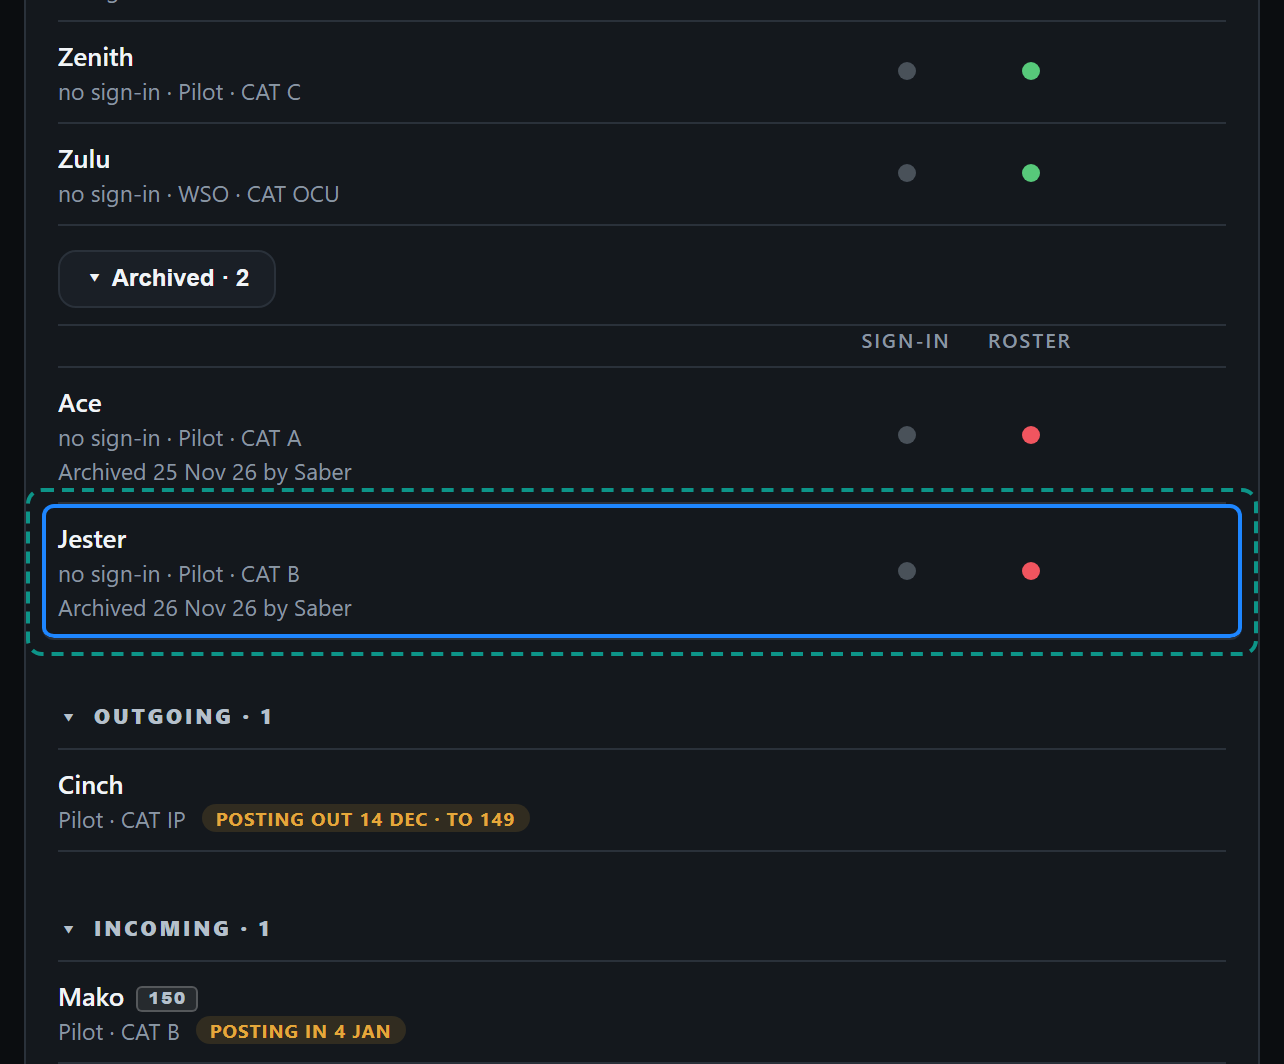 Zenith
no sign-in · Pilot · CAT C
Zulu
no sign-in · WSO · CAT OCU
▼ Archived · 2
SIGN-IN ROSTER
Ace
no sign-in · Pilot · CAT A
Archived 25 Nov 26 by Saber
Jester
no sign-in · Pilot · CAT B
Archived 26 Nov 26 by Saber
▼ OUTGOING · 1
Cinch
Pilot · CAT IP POSTING OUT 14 DEC · TO 149
▼ INCOMING · 1
Mako 150
Pilot · CAT B POSTING IN 4 JAN